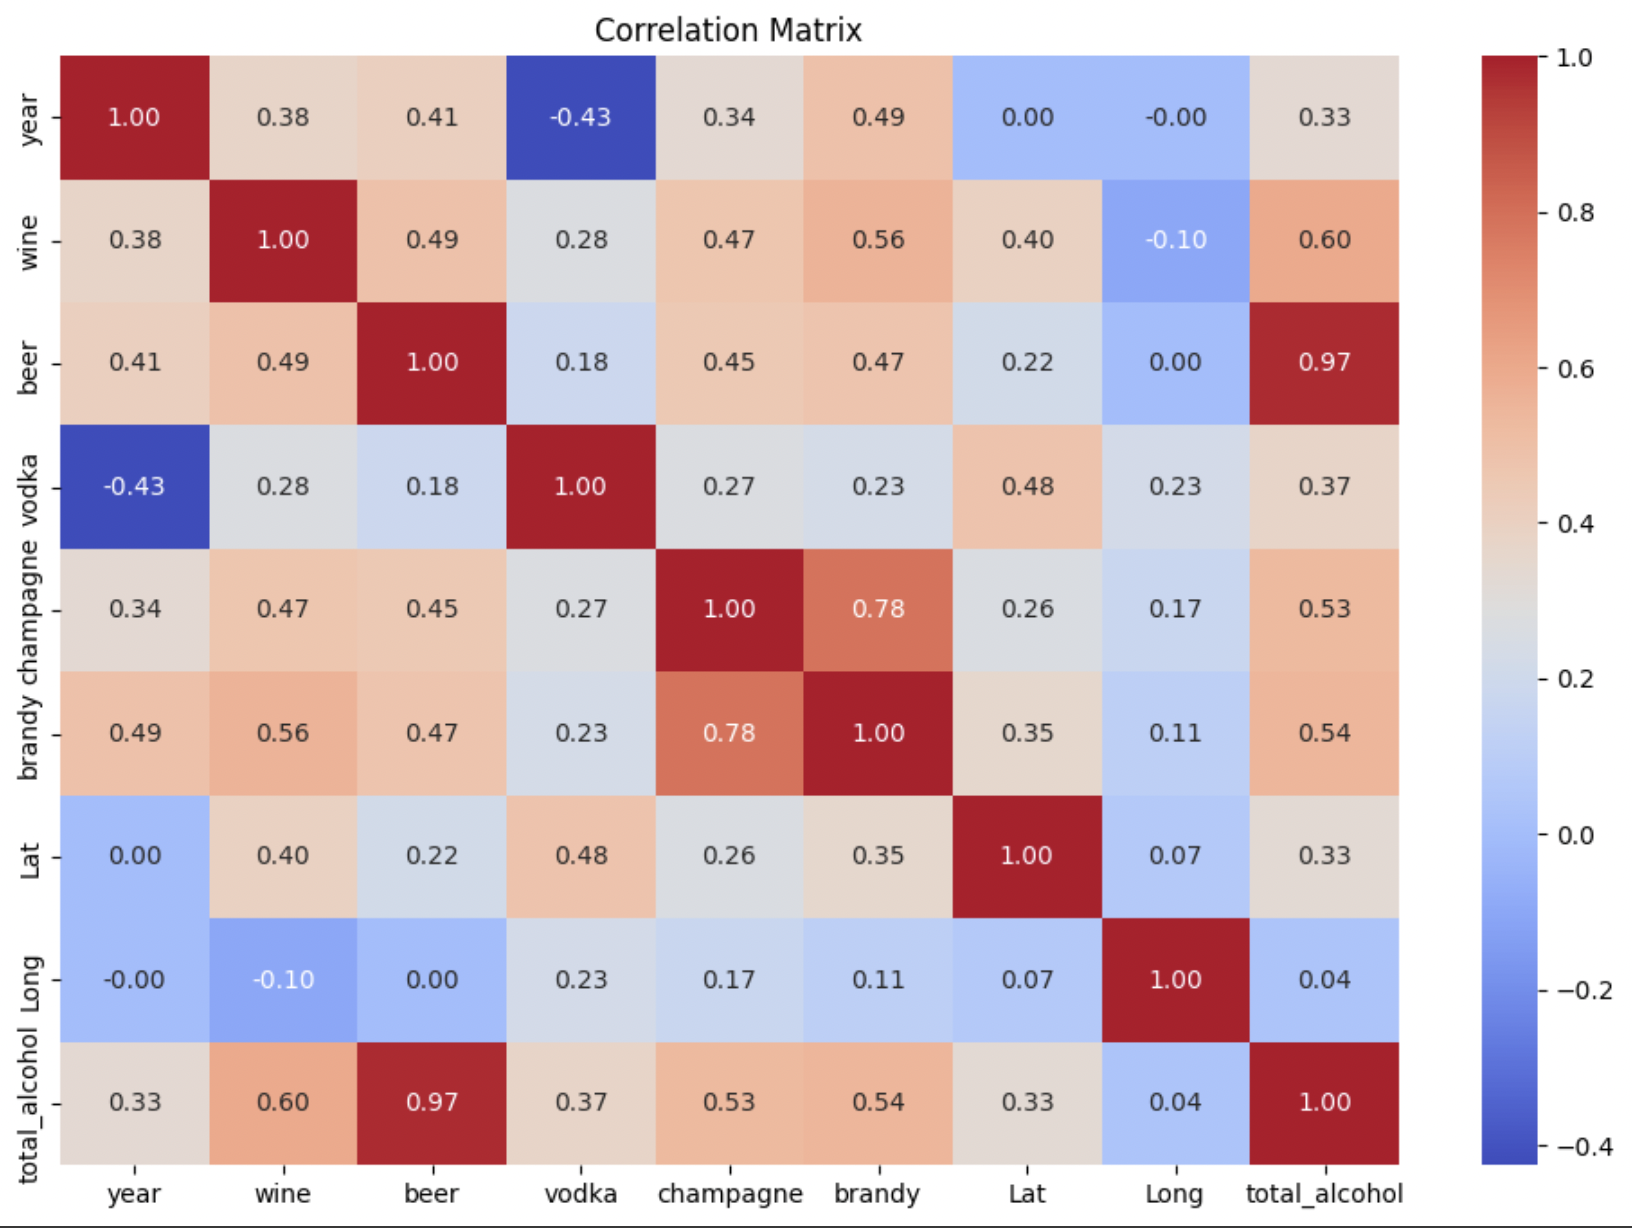 Correlation Matrix
year 1.00 0.38 0.41 -0.43 0.34 0.49 0.00 -0.00 0.33
wine 0.38 1.00 0.49 0.28 0.47 0.56 0.40 -0.10 0.60
beer 0.41 0.49 1.00 0.18 0.45 0.47 0.22 0.00 0.97
vodka -0.43 0.28 0.18 1.00 0.27 0.23 0.48 0.23 0.37
champagne 0.34 0.47 0.45 0.27 1.00 0.78 0.26 0.17 0.53
brandy 0.49 0.56 0.47 0.23 0.78 1.00 0.35 0.11 0.54
Lat 0.00 0.40 0.22 0.48 0.26 0.35 1.00 0.07 0.33
Long -0.00 -0.10 0.00 0.23 0.17 0.11 0.07 1.00 0.04
total_alcohol 0.33 0.60 0.97 0.37 0.53 0.54 0.33 0.04 1.00
year wine beer vodka champagne brandy Lat Long total_alcohol
1.0
0.8
0.6
0.4
0.2
0.0
−0.2
−0.4